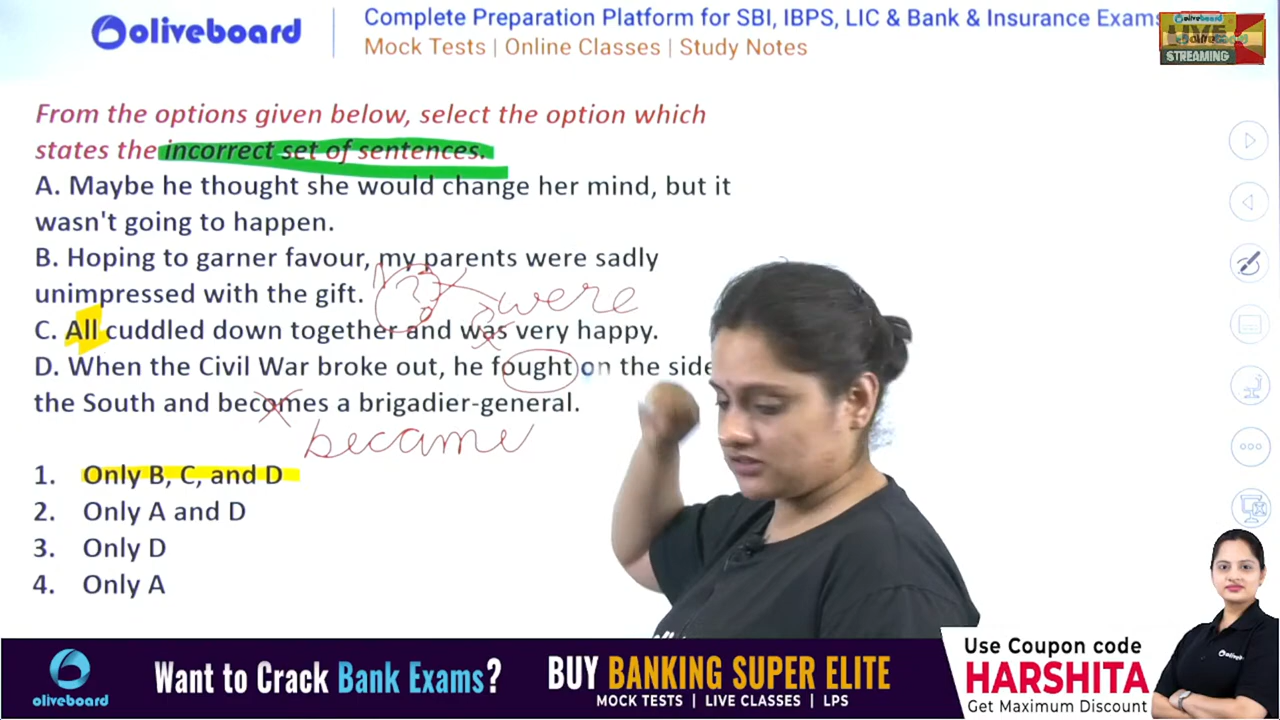 oliveboard
Complete Preparation Platform for SBI, IBPS, LIC & Bank & Insurance Exams
Mock Tests | Online Classes | Study Notes
oliveboard
LIVE
STREAMING
From the options given below, select the option which
states the incorrect set of sentences.
A. Maybe he thought she would change her mind, but it
wasn't going to happen.
B. Hoping to garner favour, my parents were sadly
unimpressed with the gift.
were
C. All cuddled down together and was very happy.
D. When the Civil War broke out, he fought on the side
the South and becomes a brigadier-general.
became
1. Only B, C, and D
2. Only A and D
3. Only D
4. Only A
oliveboard
Want to Crack Bank Exams?
BUY BANKING SUPER ELITE
MOCK TESTS | LIVE CLASSES | LPS
Use Coupon code
HARSHITA
Get Maximum Discount